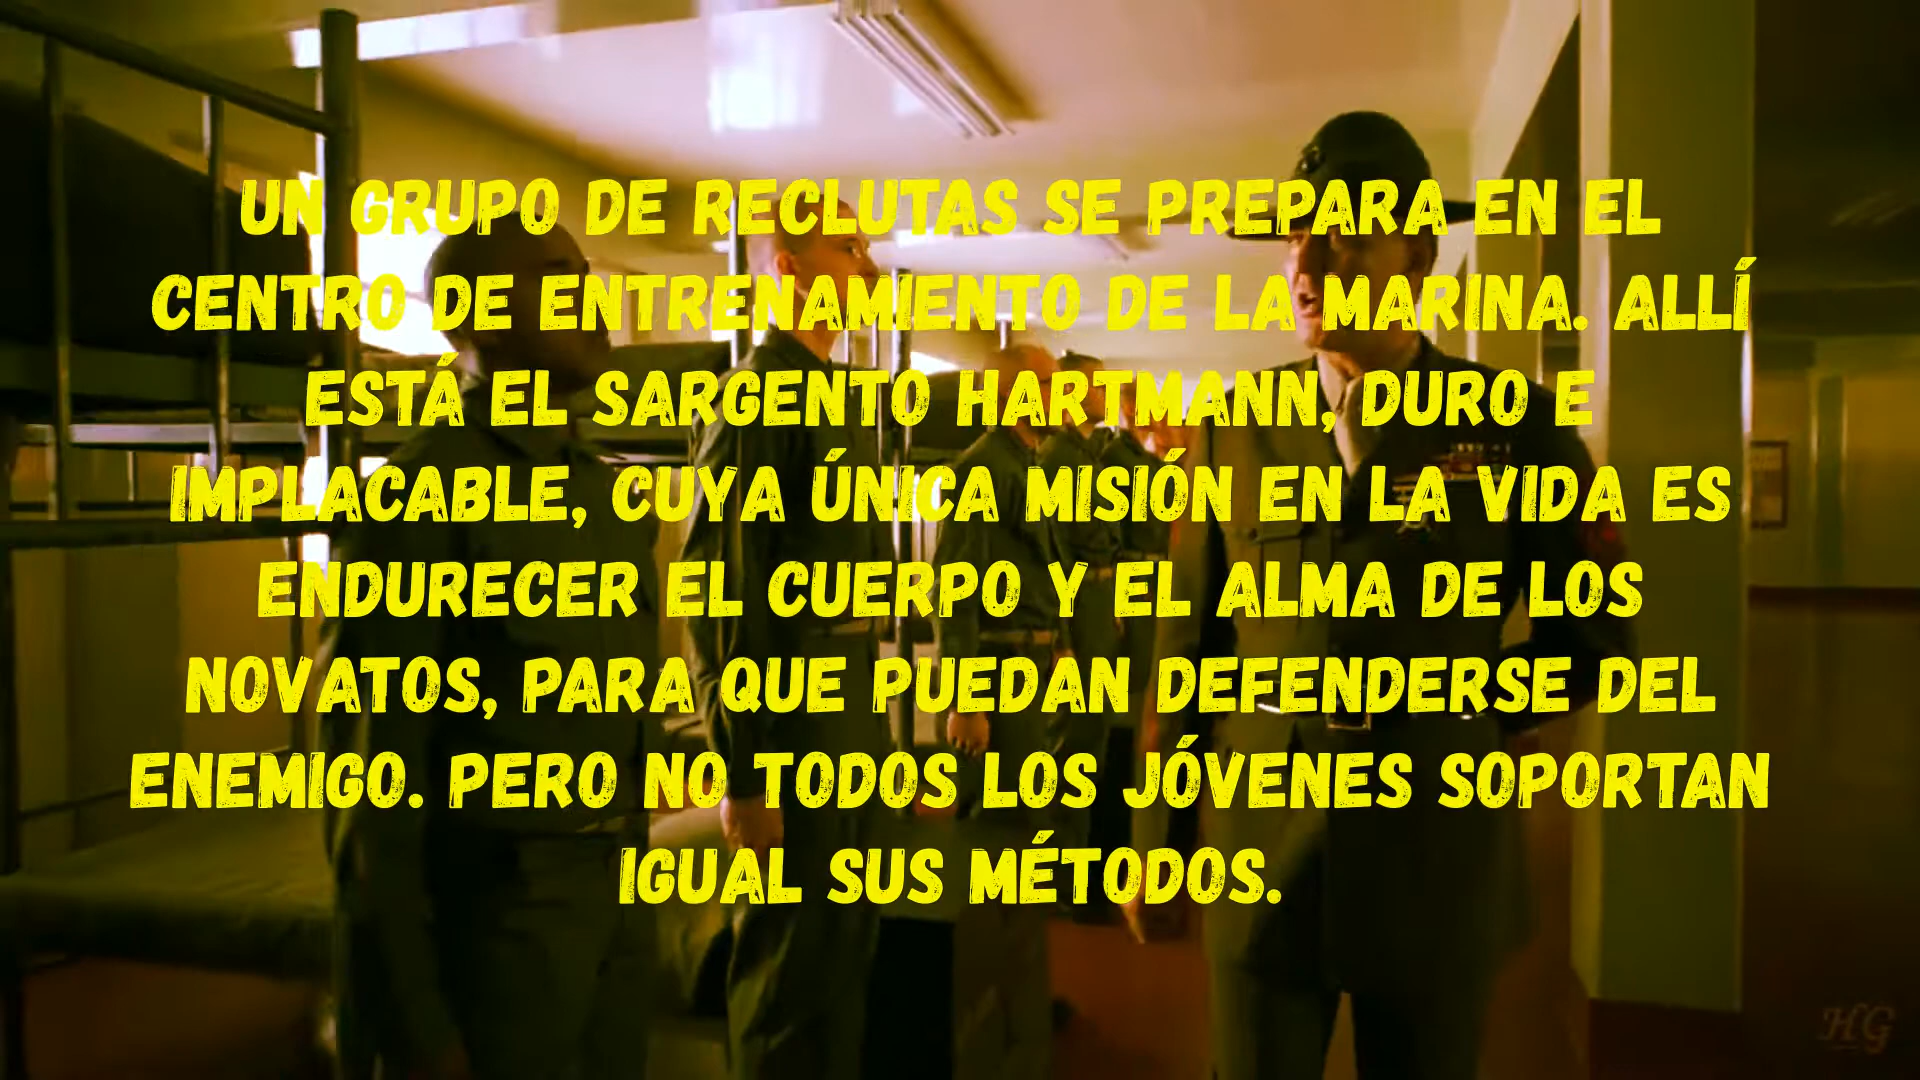 UN GRUPO DE RECLUTAS SE PREPARA EN EL
CENTRO DE ENTRENAMIENTO DE LA MARINA. ALLÍ
ESTÁ EL SARGENTO HARTMANN, DURO E
IMPLACABLE, CUYA ÚNICA MISIÓN EN LA VIDA ES
ENDURECER EL CUERPO Y EL ALMA DE LOS
NOVATOS, PARA QUE PUEDAN DEFENDERSE DEL
ENEMIGO. PERO NO TODOS LOS JÓVENES SOPORTAN
IGUAL SUS MÉTODOS.
HG